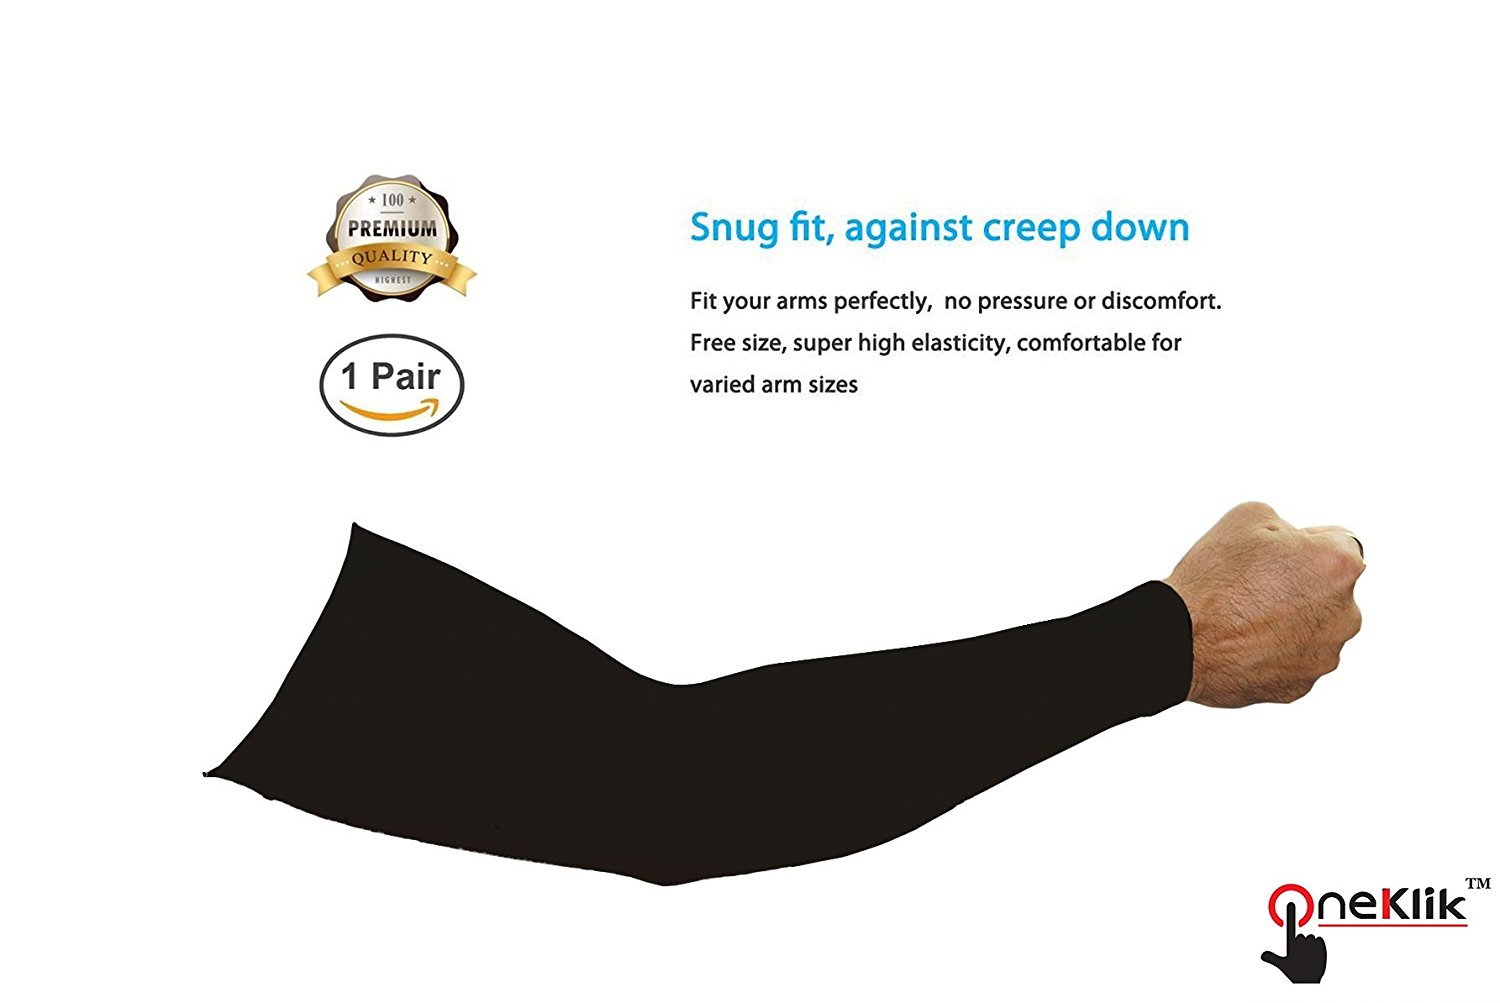 ★ 100 ★
PREMIUM
QUALITY
HIGHEST
1 Pair
Snug fit, against creep down
Fit your arms perfectly, no pressure or discomfort.
Free size, super high elasticity, comfortable for
varied arm sizes
OneKlik™